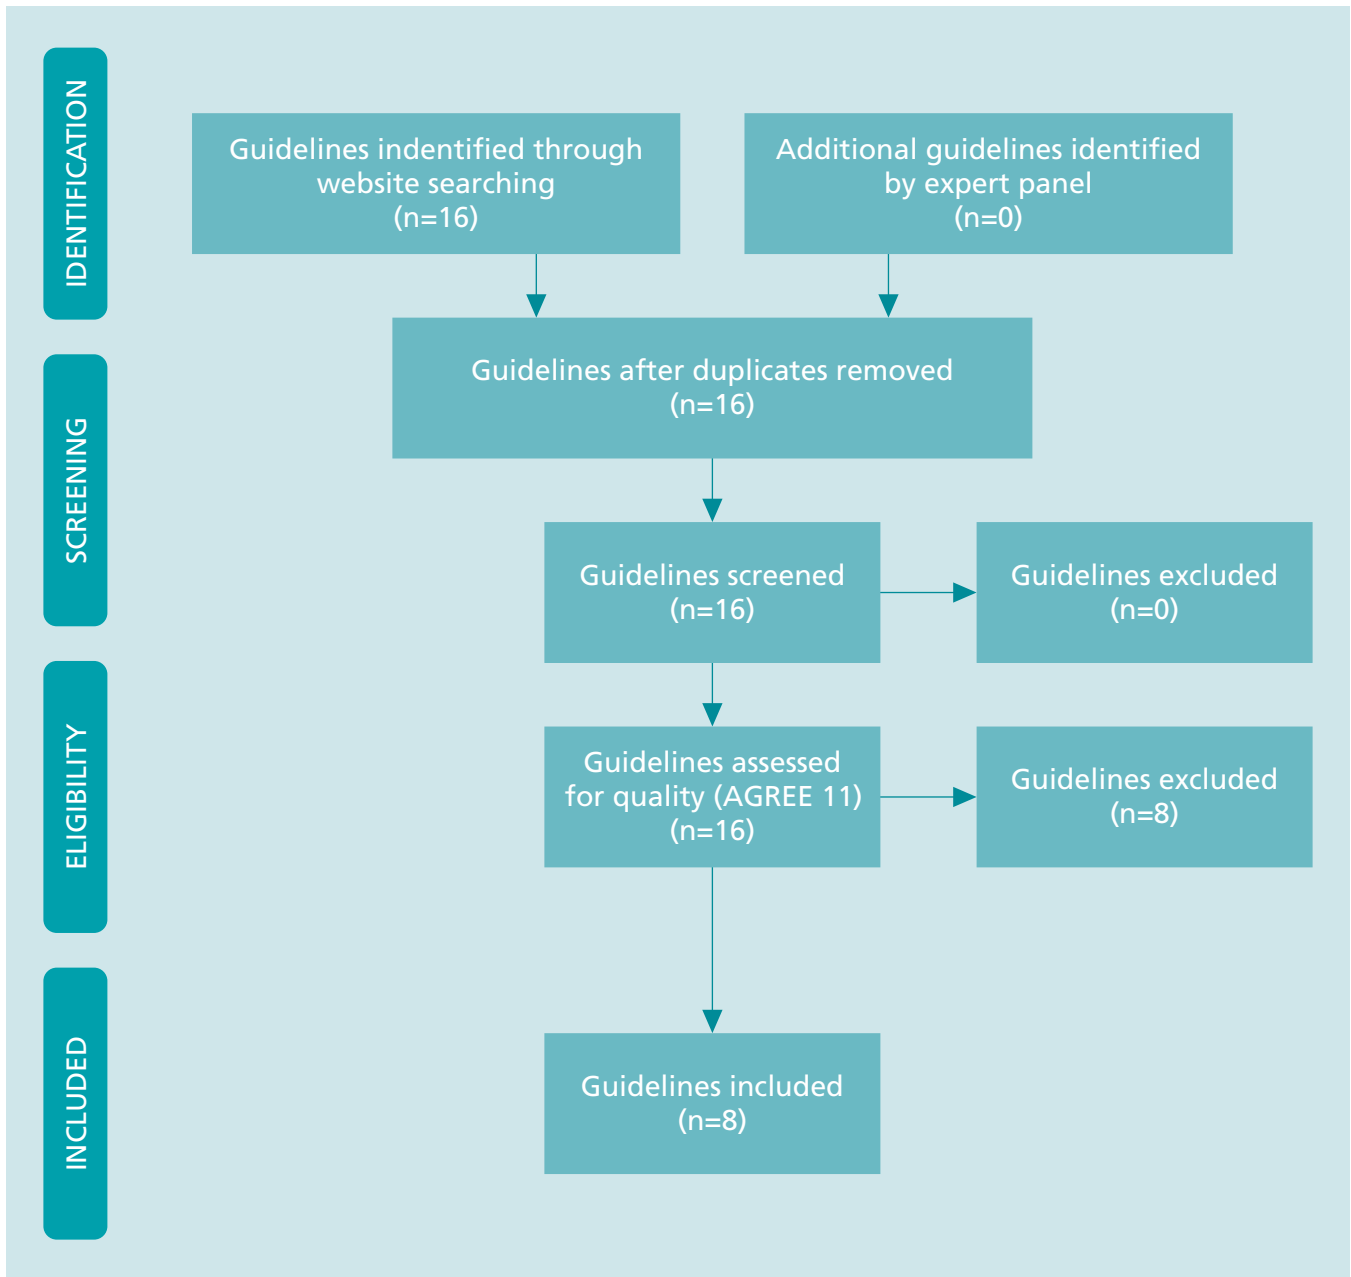 IDENTIFICATION
Guidelines indentified through
website searching
(n=16)
Additional guidelines identified
by expert panel
(n=0)
Guidelines after duplicates removed
(n=16)
SCREENING
Guidelines screened
(n=16)
Guidelines excluded
(n=0)
ELIGIBILITY
Guidelines assessed
for quality (AGREE 11)
(n=16)
Guidelines excluded
(n=8)
INCLUDED
Guidelines included
(n=8)